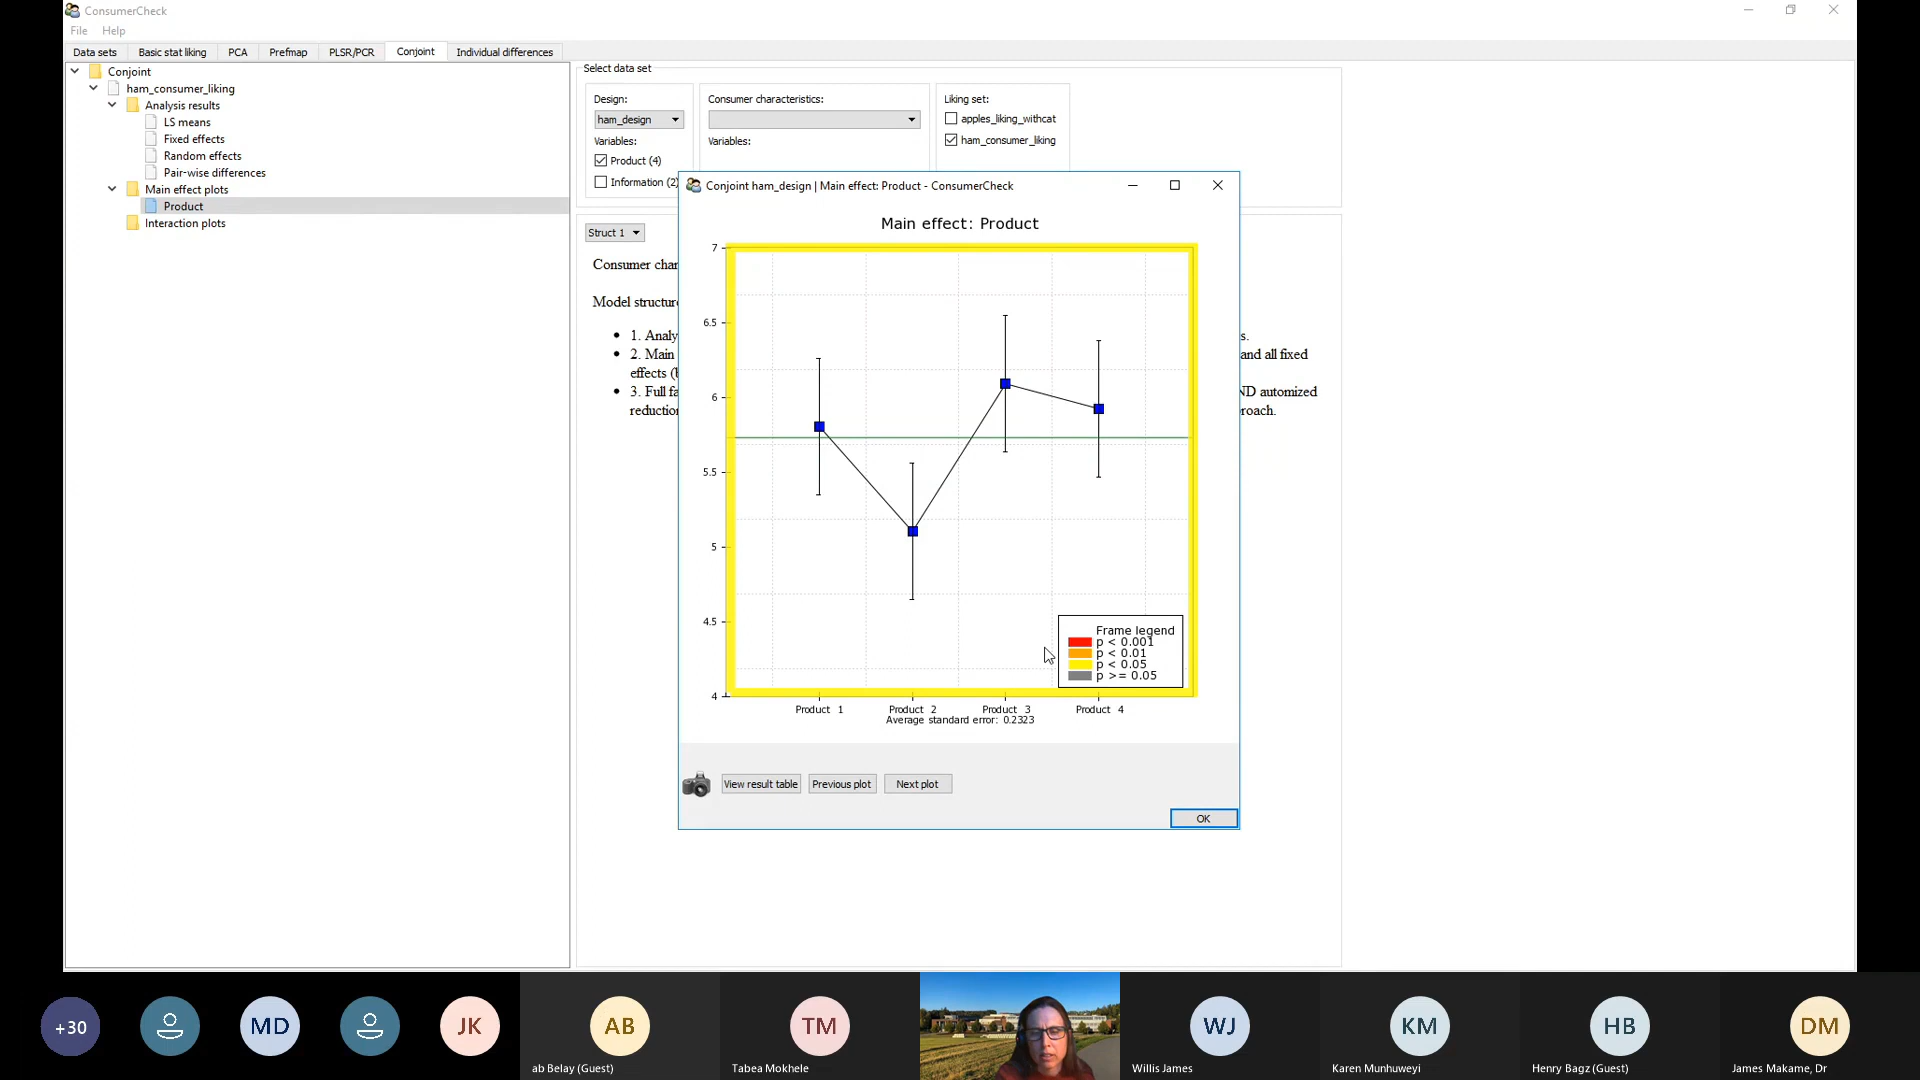 ConsumerCheck
File Help
Data sets Basic stat liking PCA Prefmap PLSR/PCR Conjoint Individual differences
Conjoint
ham_consumer_liking
Analysis results
LS means
Fixed effects
Random effects
Pair-wise differences
Main effect plots
Product
Interaction plots
Select data set
Design:
ham_design
Variables:
Product (4)
Information (2)
Consumer characteristics:
Variables:
Liking set:
apples_liking_withcat
ham_consumer_liking
Struct 1
Consumer char
Model structure
1. Analy
s.
2. Main
and all fixed
effects (
3. Full fa
ND automized
reduction
roach.
Conjoint ham_design | Main effect: Product - ConsumerCheck
Main effect: Product
7
6.5
6
5.5
5
4.5
4
Frame legend
p < 0.001
p < 0.01
p < 0.05
p >= 0.05
Product 1 Product 2 Product 3 Product 4
Average standard error: 0.2323
View result table Previous plot Next plot
OK
+30 MD JK AB TM WJ KM HB DM
ab Belay (Guest) Tabea Mokhele Willis James Karen Munhuweyi Henry Bagz (Guest) James Makame, Dr